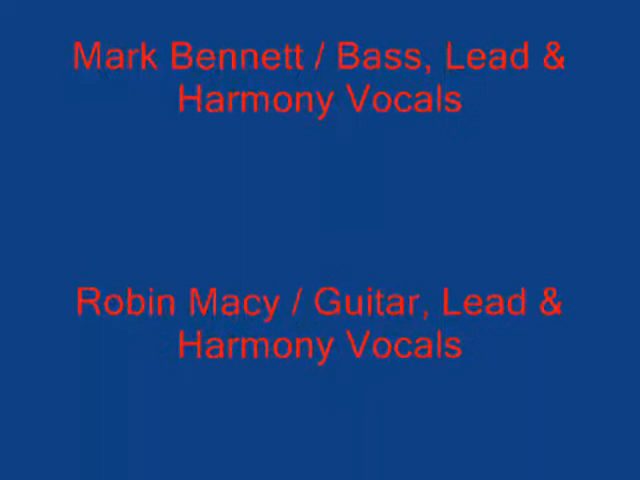 Mark Bennett / Bass, Lead &
Harmony Vocals
Robin Macy / Guitar, Lead &
Harmony Vocals